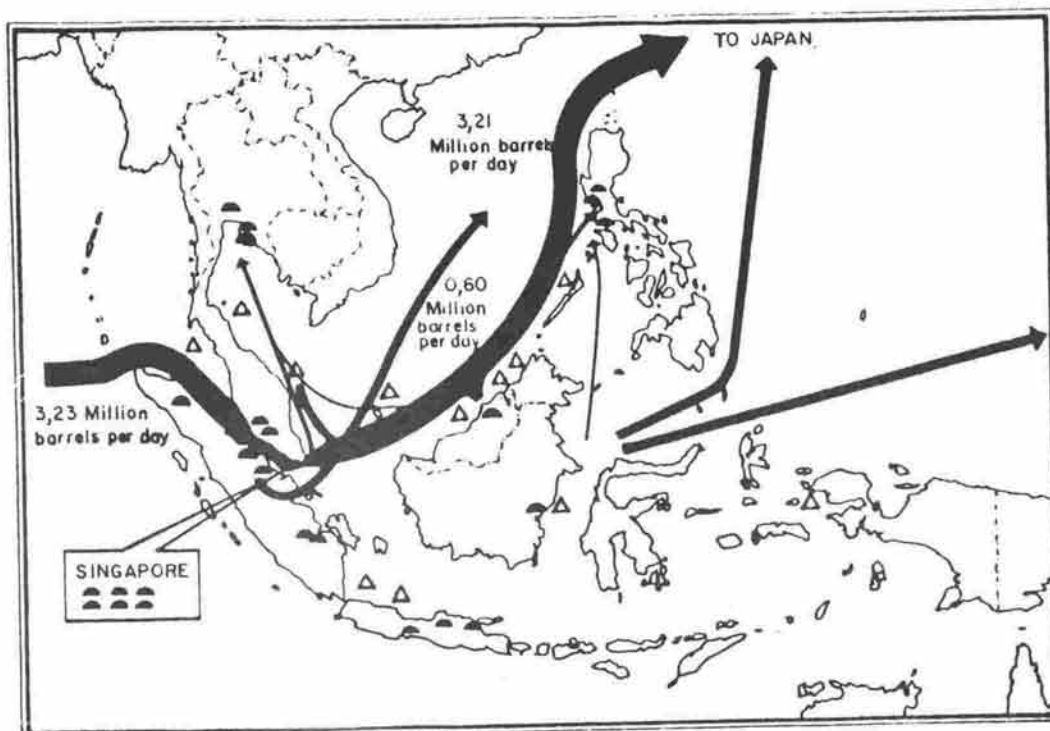 TO JAPAN
3,21
Million barrels
per day
0,60
Million
barrels
per day
3,23 Million
barrels per day
SINGAPORE